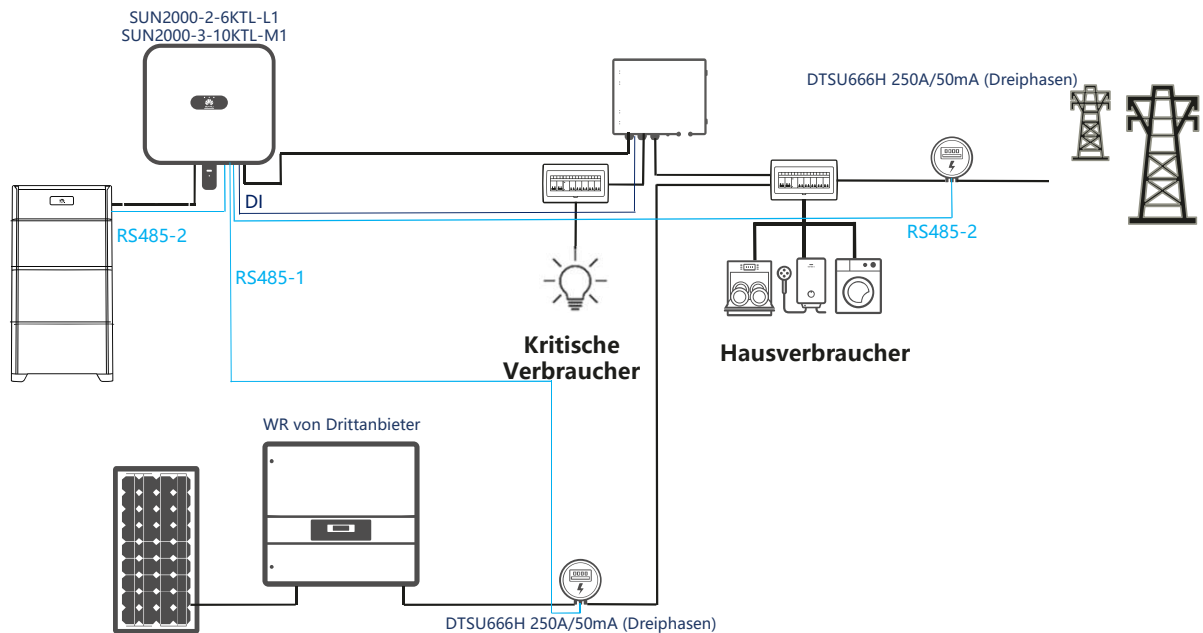 SUN2000-2-6KTL-L1
SUN2000-3-10KTL-M1
DTSU666H 250A/50mA (Dreiphasen)
DI
RS485-2
RS485-2
RS485-1
Kritische
Verbraucher
Hausverbraucher
WR von Drittanbieter
DTSU666H 250A/50mA (Dreiphasen)